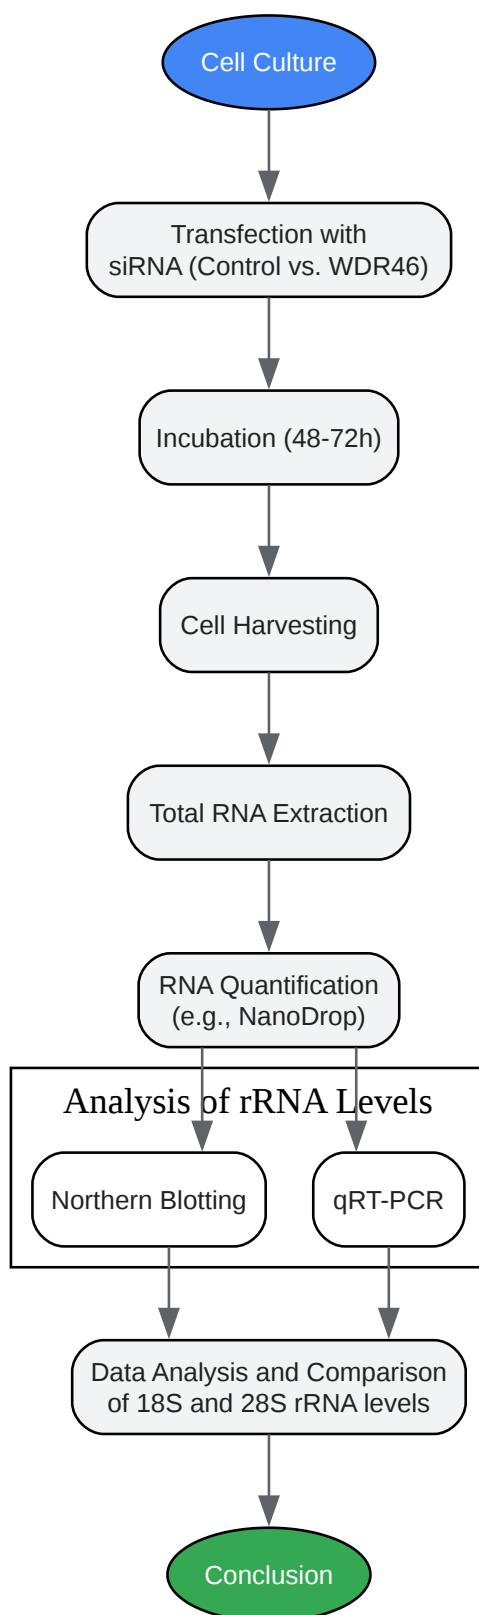 Cell Culture
Transfection with
siRNA (Control vs. WDR46)
Incubation (48-72h)
Cell Harvesting
Total RNA Extraction
RNA Quantification
(e.g., NanoDrop)
Analysis of rRNA Levels
Northern Blotting
qRT-PCR
Data Analysis and Comparison
of 18S and 28S rRNA levels
Conclusion